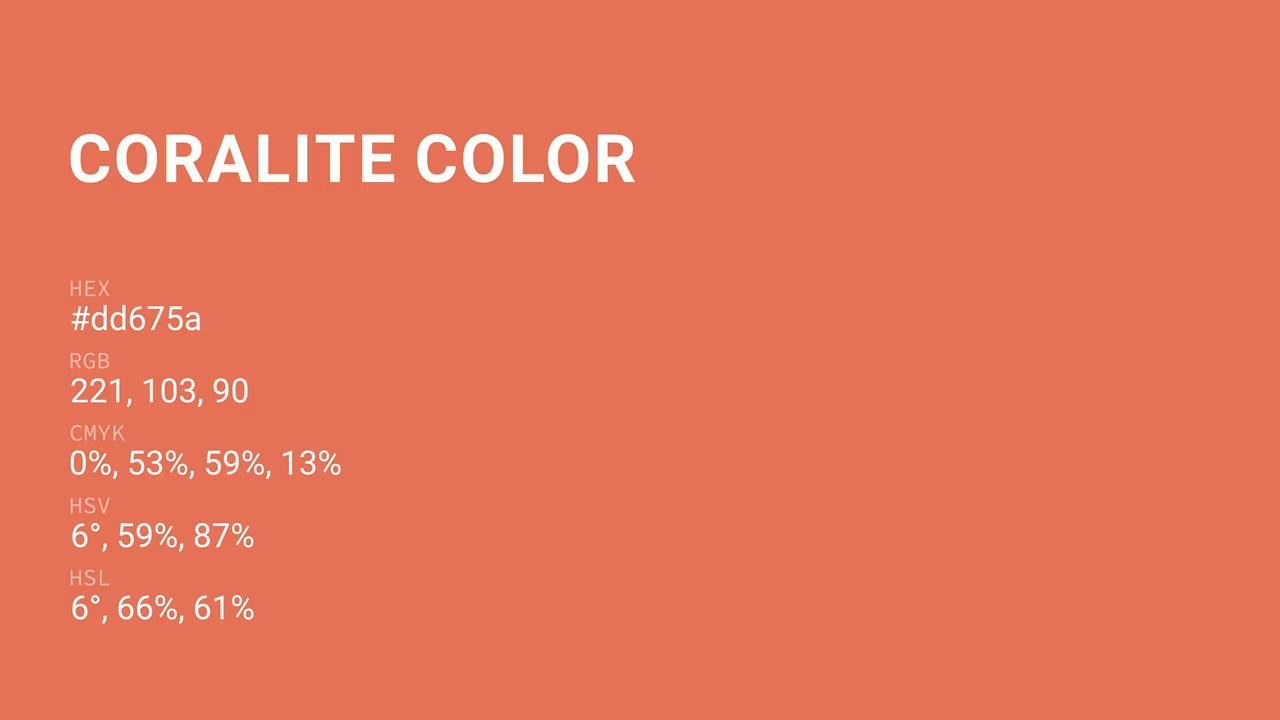 CORALITE COLOR
HEX
#dd675a
RGB
221, 103, 90
CMYK
0%, 53%, 59%, 13%
HSV
6°, 59%, 87%
HSL
6°, 66%, 61%